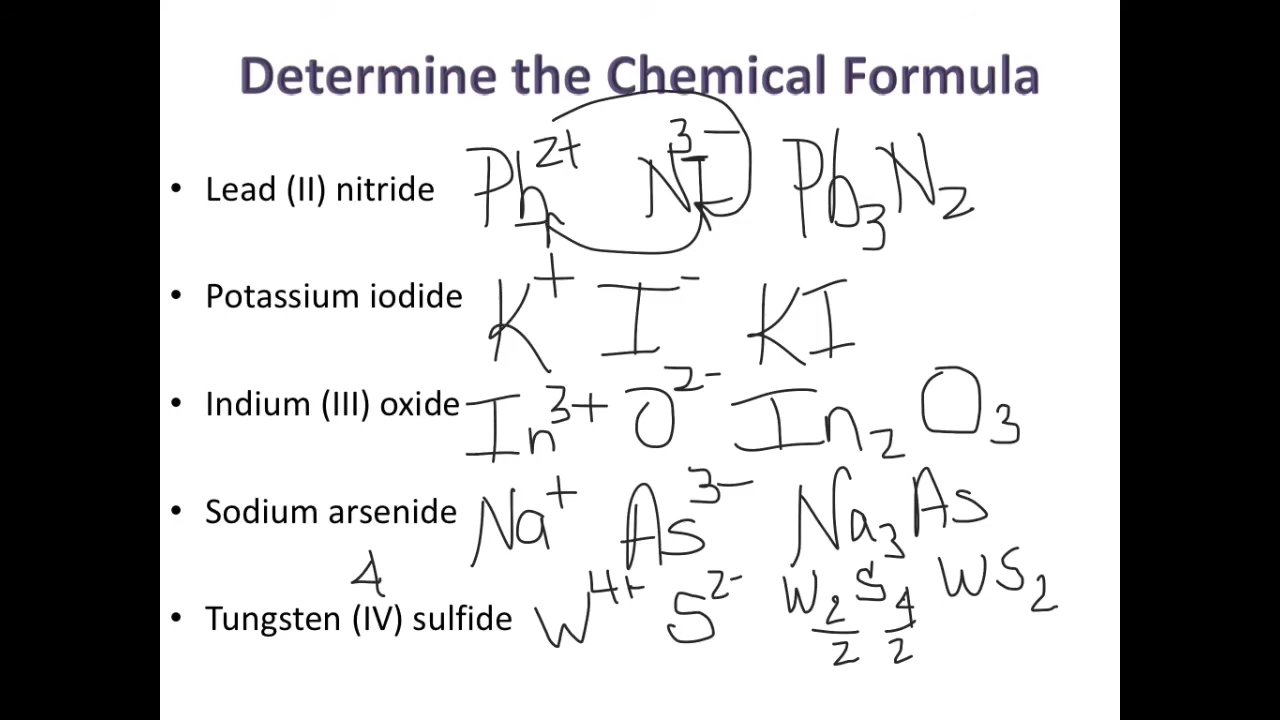 Determine the Chemical Formula
• Lead (II) nitride Pb²⁺ N³⁻ Pb₃N₂
• Potassium iodide K⁺ I⁻ KI
• Indium (III) oxide In³⁺ O²⁻ In₂O₃
• Sodium arsenide Na⁺ As³⁻ Na₃As
4
• Tungsten (IV) sulfide W⁴⁺ S²⁻ W₂S₄ WS₂
2 2